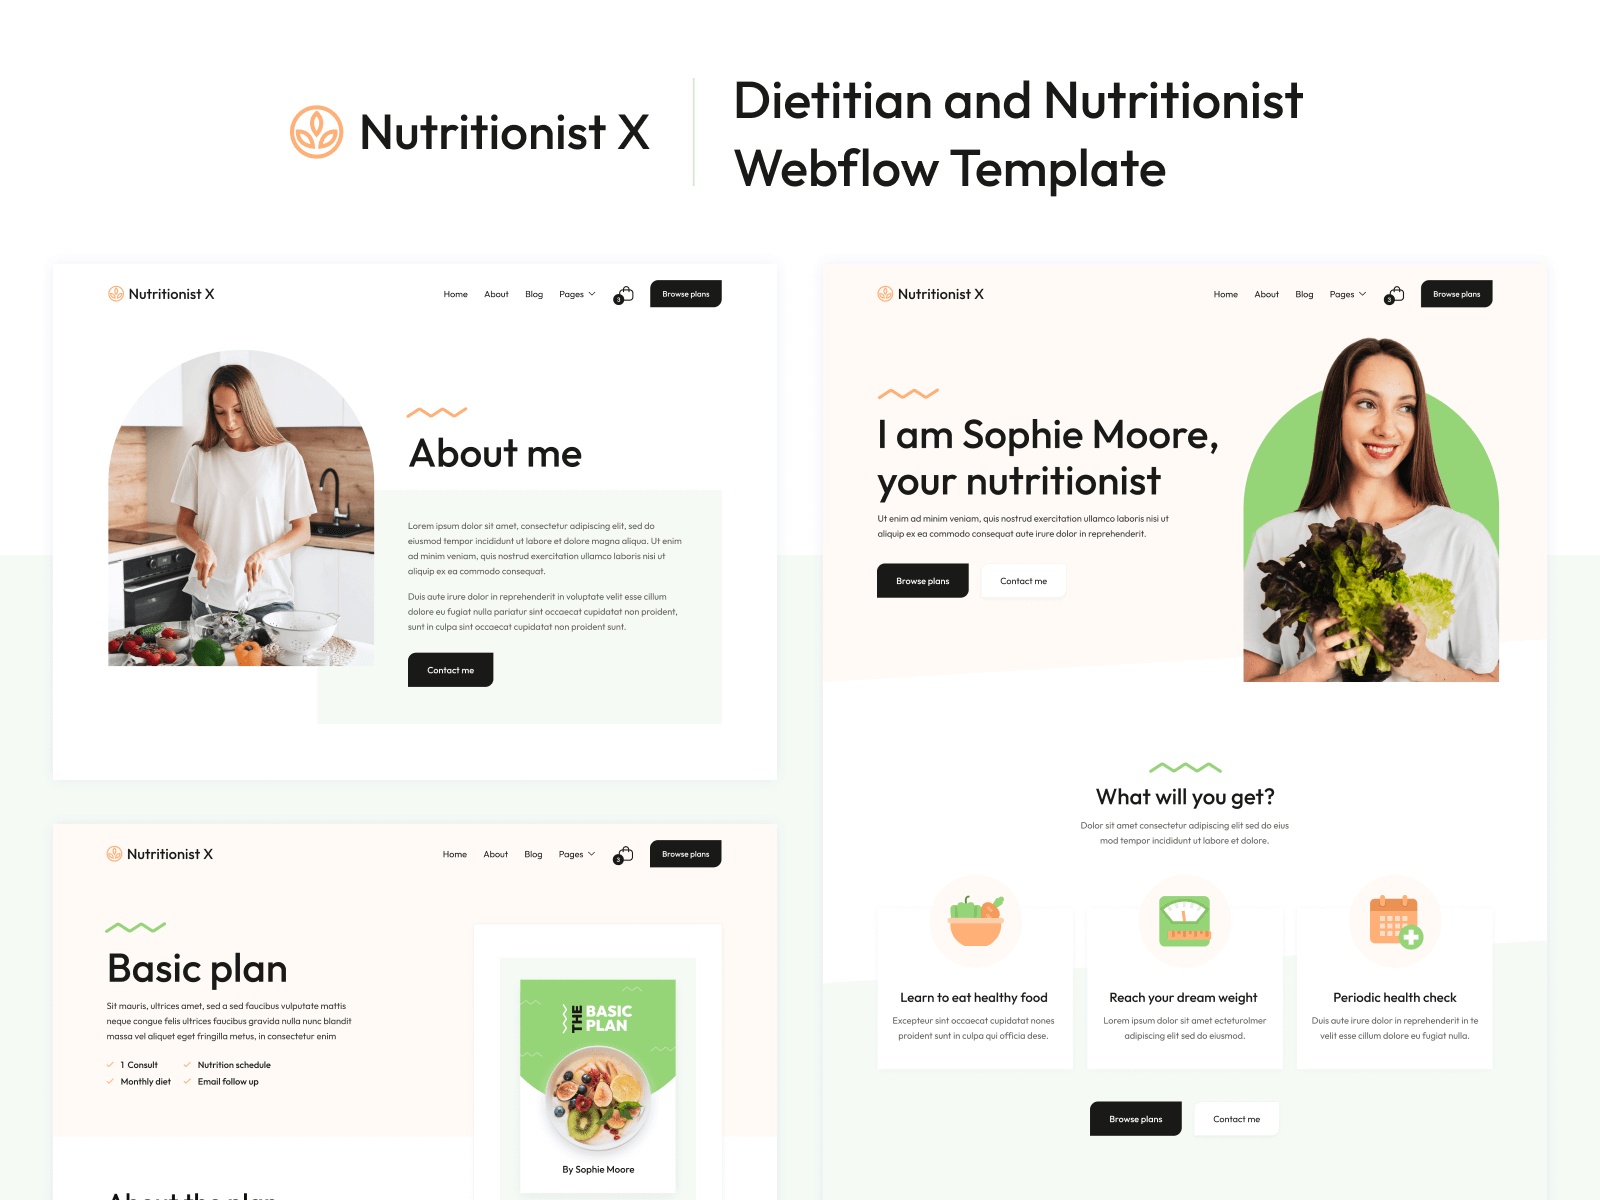 Nutritionist X
Dietitian and Nutritionist
Webflow Template
Nutritionist X
Home
About
Blog
Pages
3
Browse plans
About me
Lorem ipsum dolor sit amet, consectetur adipiscing elit, sed do
eiusmod tempor incididunt ut labore et dolore magna aliqua. Ut enim
ad minim veniam, quis nostrud exercitation ullamco laboris nisi ut
aliquip ex ea commodo consequat.
Duis aute irure dolor in reprehenderit in voluptate velit esse cillum
dolore eu fugiat nulla pariatur sint occaecat cupidatat non proident,
sunt in culpa sint occaecat cupidatat non proident sunt.
Contact me
Nutritionist X
Home
About
Blog
Pages
3
Browse plans
Basic plan
Sit mauris, ultrices amet, sed a sed faucibus vulputate mattis
neque congue felis ultrices faucibus gravida nulla nunc blandit
massa vel aliquet eget fringilla metus, in consectetur enim
1 Consult
Nutrition schedule
Monthly diet
Email follow up
THE BASIC
PLAN
By Sophie Moore
About the plan
Nutritionist X
Home
About
Blog
Pages
3
Browse plans
I am Sophie Moore,
your nutritionist
Ut enim ad minim veniam, quis nostrud exercitation ullamco laboris nisi ut
aliquip ex ea commodo consequat aute irure dolor in reprehenderit.
Browse plans
Contact me
What will you get?
Dolor sit amet consectetur adipiscing elit sed do eius
mod tempor incididunt ut labore et dolore.
Learn to eat healthy food
Excepteur sint occaecat cupidatat nones
proident sunt in culpa qui officia dese.
Reach your dream weight
Lorem ipsum dolor sit amet ecteturolmer
adipiscing elit sed do eiusmod.
Periodic health check
Duis aute irure dolor in reprehenderit in te
velit esse cillum dolore eu fugiat nulla.
Browse plans
Contact me